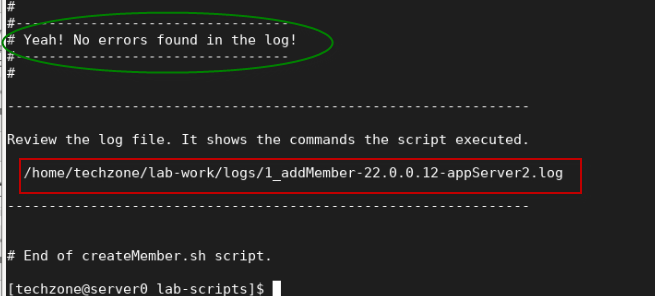 #
#---------------------------------
# Yeah! No errors found in the log!
#---------------------------------
#
---------------------------------------------------------------
Review the log file. It shows the commands the script executed.
/home/techzone/lab-work/logs/1_addMember-22.0.0.12-appServer2.log
---------------------------------------------------------------
# End of createMember.sh script.
[techzone@server0 lab-scripts]$